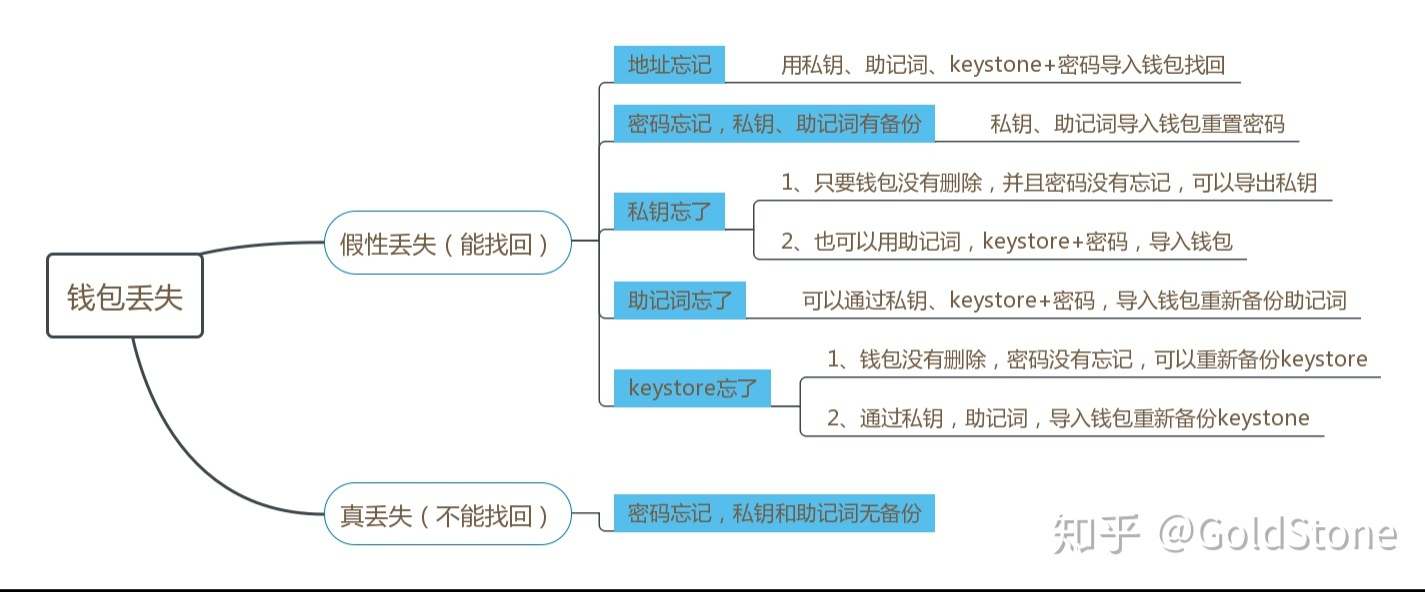 钱包丢失
假性丢失（能找回）
地址忘记
用私钥、助记词、keystone+密码导入钱包找回
密码忘记，私钥、助记词有备份
私钥、助记词导入钱包重置密码
私钥忘了
1、只要钱包没有删除，并且密码没有忘记，可以导出私钥
2、也可以用助记词，keystore+密码，导入钱包
助记词忘了
可以通过私钥、keystore+密码，导入钱包重新备份助记词
keystore忘了
1、钱包没有删除，密码没有忘记，可以重新备份keystore
2、通过私钥，助记词，导入钱包重新备份keystone
真丢失（不能找回）
密码忘记，私钥和助记词无备份
知乎 @GoldStone